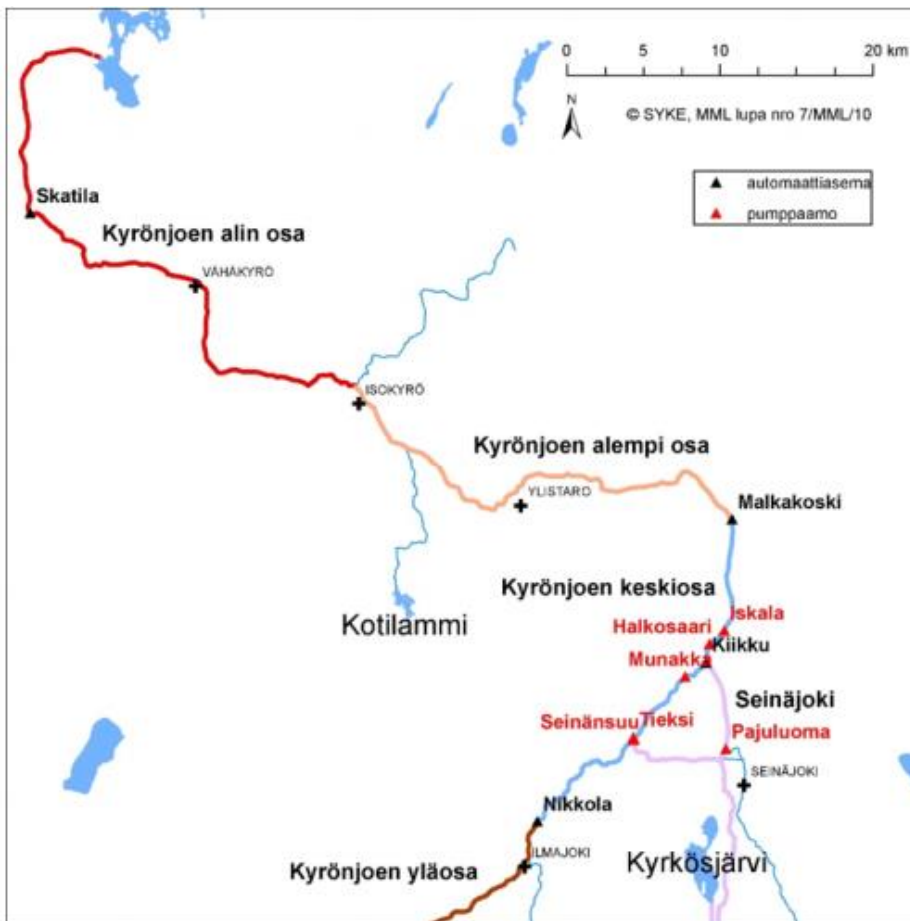 0 5 10 20 km
N
© SYKE, MML lupa nro 7/MML/10
automaattiasema
pumppaamo
Skatila
Kyrönjoen alin osa
VÄHÄKYRÖ
ISOKYRÖ
Kyrönjoen alempi osa
YLISTARO
Malkakoski
Kyrönjoen keskiosa
Kotilammi
Iskala
Halkosaari
Kiikku
Munakka
Seinäjoki
Seinänsuu Tieksi
Pajuluoma
SEINÄJOKI
Nikkola
ILMAJOKI
Kyrkösjärvi
Kyrönjoen yläosa